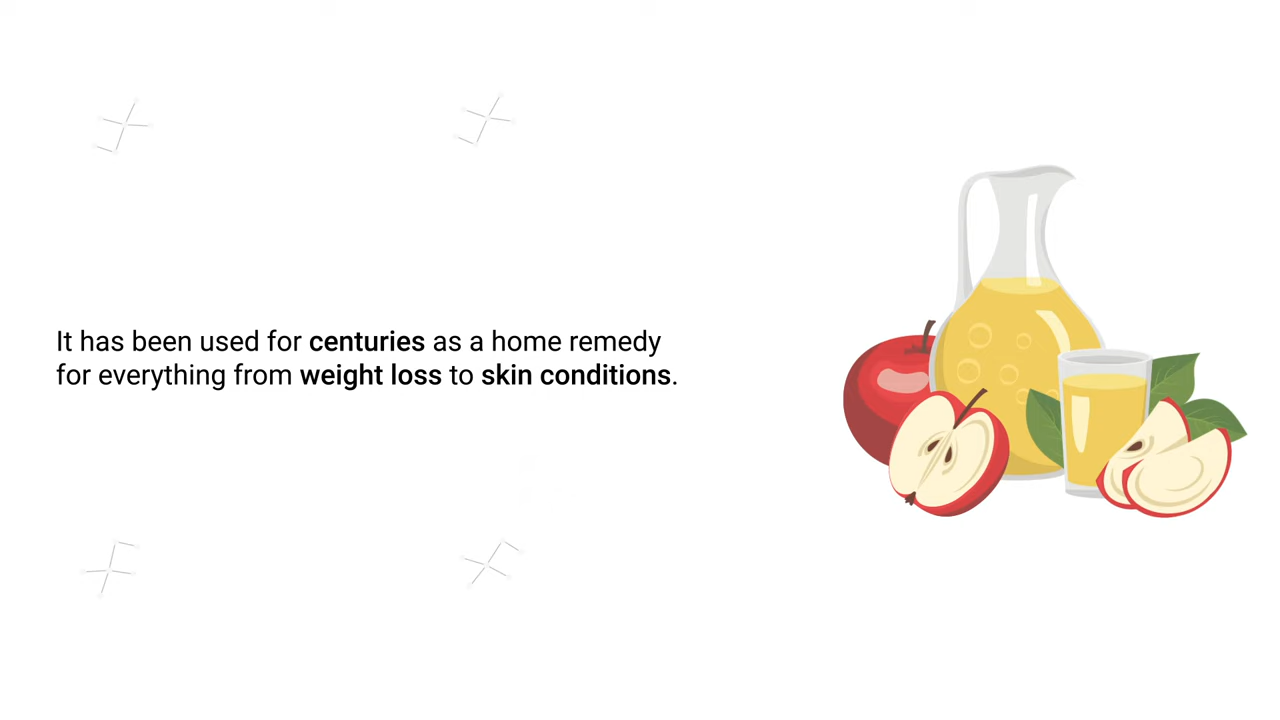 It has been used for centuries as a home remedy
for everything from weight loss to skin conditions.